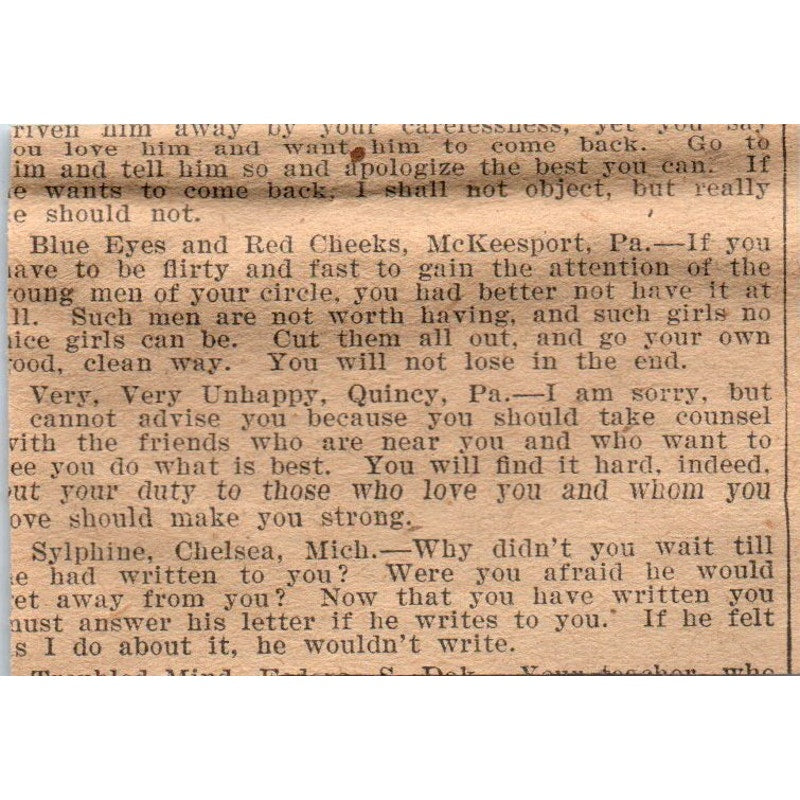 riven him away by your carelessness, yet you say
ou love him and want him to come back. Go to
im and tell him so and apologize the best you can. If
e wants to come back, I shall not object, but really
e should not.
Blue Eyes and Red Cheeks, McKeesport, Pa.—If you
ave to be flirty and fast to gain the attention of the
oung men of your circle, you had better not have it at
ll. Such men are not worth having, and such girls no
ice girls can be. Cut them all out, and go your own
ood, clean way. You will not lose in the end.
Very, Very Unhappy, Quincy, Pa.—I am sorry, but
cannot advise you because you should take counsel
with the friends who are near you and who want to
ee you do what is best. You will find it hard, indeed,
ut your duty to those who love you and whom you
ove should make you strong.
Sylphine, Chelsea, Mich.—Why didn't you wait till
e had written to you? Were you afraid he would
et away from you? Now that you have written you
must answer his letter if he writes to you. If he felt
s I do about it, he wouldn't write.
Troubled Mind, Fedora, S. Dak.—Your teacher, who